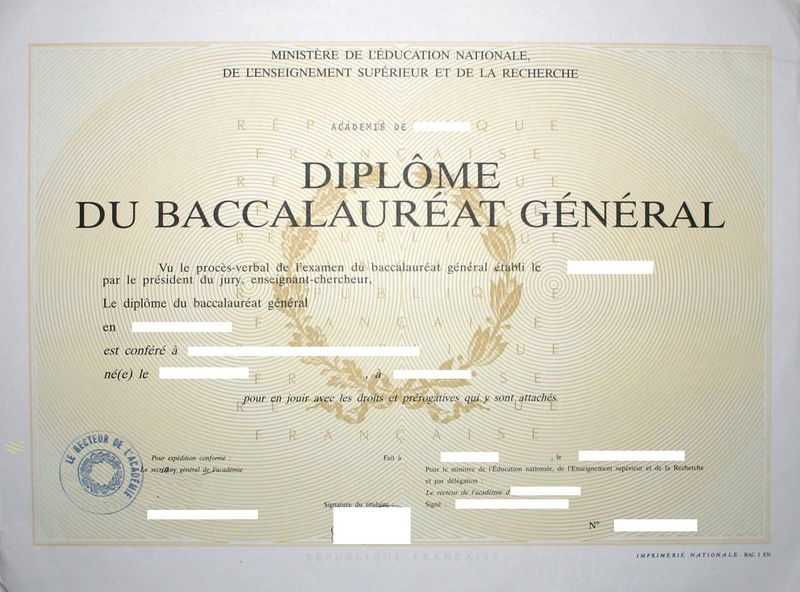 MINISTÈRE DE L'ÉDUCATION NATIONALE,
DE L'ENSEIGNEMENT SUPÉRIEUR ET DE LA RECHERCHE
ACADÉMIE DE
DIPLÔME
DU BACCALAURÉAT GÉNÉRAL
Vu le procès-verbal de l'examen du baccalauréat général établi le
par le président du jury, enseignant-chercheur,
Le diplôme du baccalauréat général
en
est conféré à
né(e) le , à
pour en jouir avec les droits et prérogatives qui y sont attachés.
FRANÇAISE
LE RECTEUR DE L'ACADÉMIE
Pour expédition conforme :
Le secrétaire général de l'académie
Fait à , le
Pour le ministre de l'Éducation nationale, de l'Enseignement supérieur et de la Recherche
et par délégation :
Le recteur de l'académie d
Signé :
Signature du titulaire
N°
RÉPUBLIQUE FRANÇAISE
IMPRIMERIE NATIONALE - BAC 1 EN